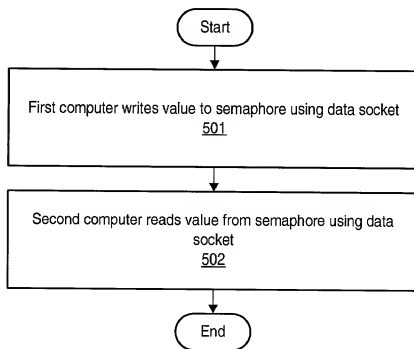 Start
First computer writes value to semaphore using data socket
501
Second computer reads value from semaphore using data
socket
502
End